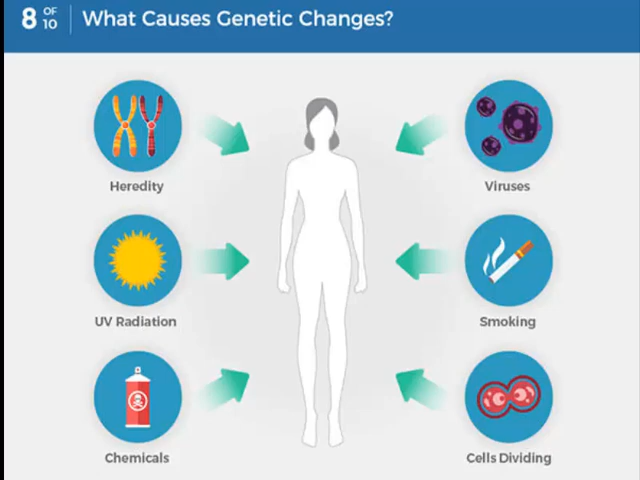 8 OF 10
What Causes Genetic Changes?
Heredity
Viruses
UV Radiation
Smoking
Chemicals
Cells Dividing